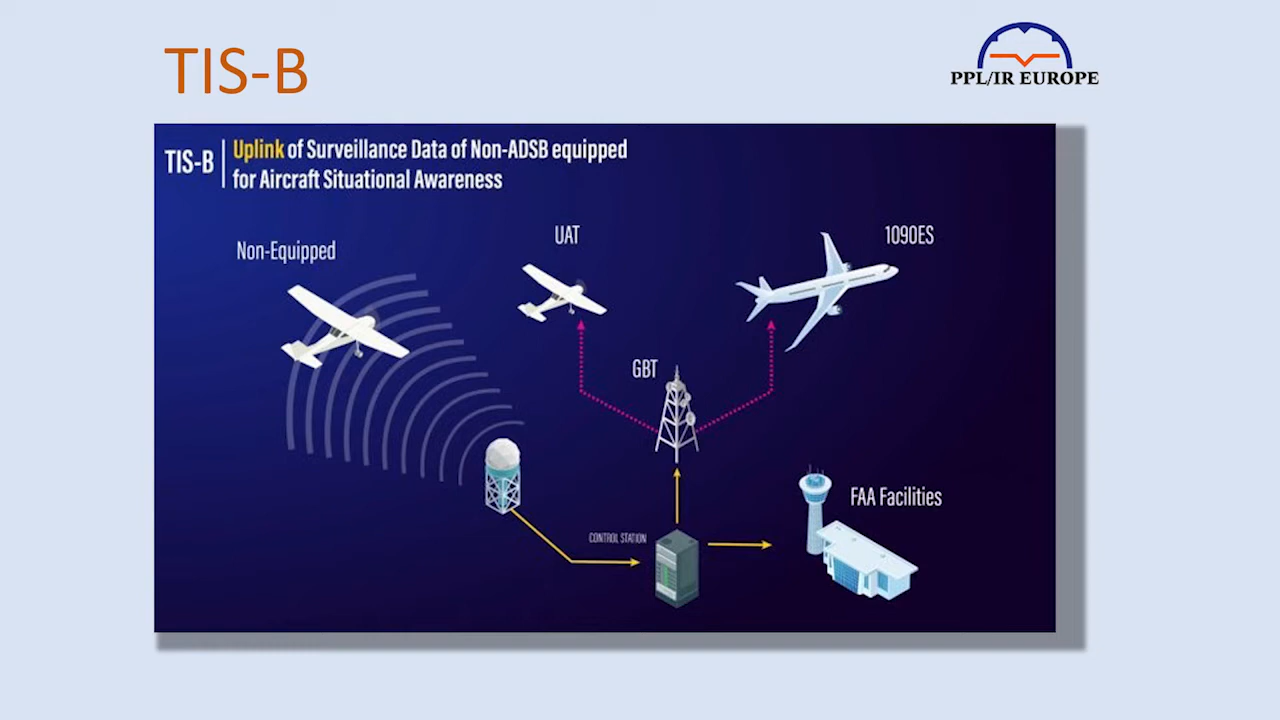 TIS-B
PPL/IR EUROPE
TIS-B
Uplink of Surveillance Data of Non-ADSB equipped
for Aircraft Situational Awareness
Non-Equipped
UAT
1090ES
GBT
FAA Facilities
CONTROL STATION